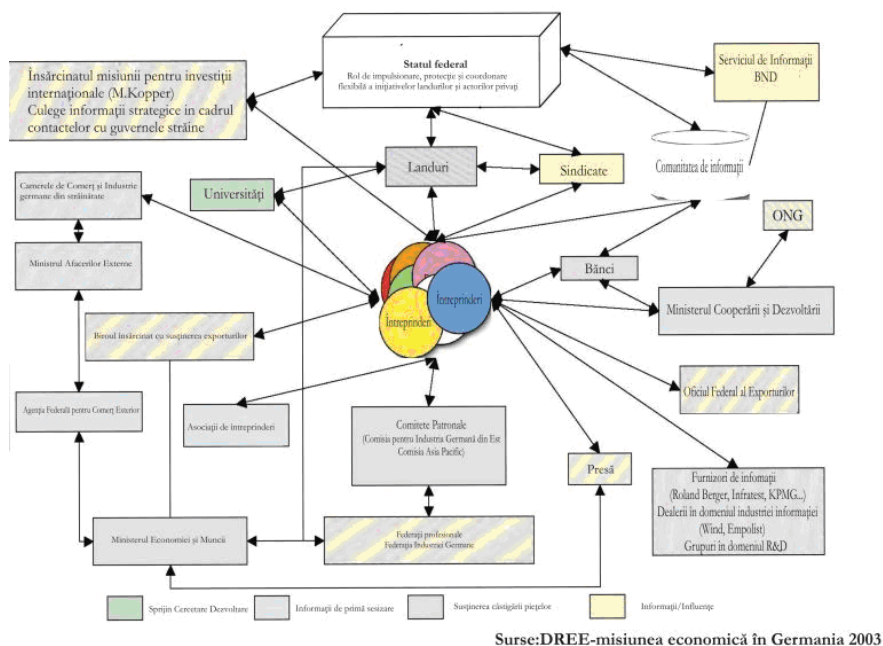 Statul federal
Rol de impulsionare, protecție și coordonare
flexibilă a inițiativelor landurilor și actorilor privați
Serviciul de Informații
BND
Însărcinatul misiunii pentru investiții
internaționale (M.Kopper)
Culege informații strategice in cadrul
contactelor cu guvernele străine
Comunitatea de informații
Landuri
Sindicate
Universități
Camerele de Comerț și Industrie
germane din străinătate
ONG
Ministrul Afacerilor Externe
Bănci
Întreprinderi
Întreprinderi
Ministerul Cooperării și Dezvoltării
Biroul însărcinat cu susținerea exporturilor
Oficiul Federal al Exporturilor
Agenția Federală pentru Comerț Exterior
Asociații de întreprinderi
Comitete Patronale
(Comisia pentru Industria Germană din Est
Comisia Asia Pacific)
Presă
Furnizori de infomații
(Roland Berger, Infratest, KPMG...)
Dealerii în domeniul industriei informației
(Wind, Empolist)
Grupuri in domeniul R&D
Ministerul Economiei și Muncii
Federații profesionale
Federația Industriei Germane
Sprijin Cercetare Dezvoltare
Informații de primă sesizare
Susținerea câștigării piețelor
Informații/Influențe
Surse:DREE-misiunea economică în Germania 2003